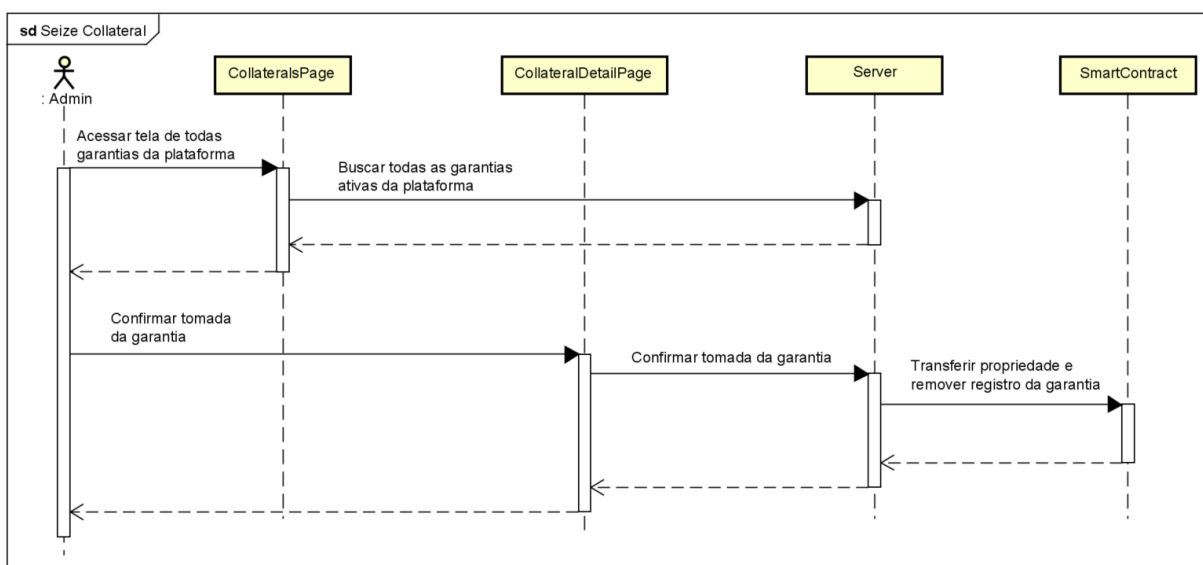 sd Seize Collateral
: Admin
CollateralsPage
CollateralDetailPage
Server
SmartContract
Acessar tela de todas
garantias da plataforma
Buscar todas as garantias
ativas da plataforma
Confirmar tomada
da garantia
Confirmar tomada da garantia
Transferir propriedade e
remover registro da garantia